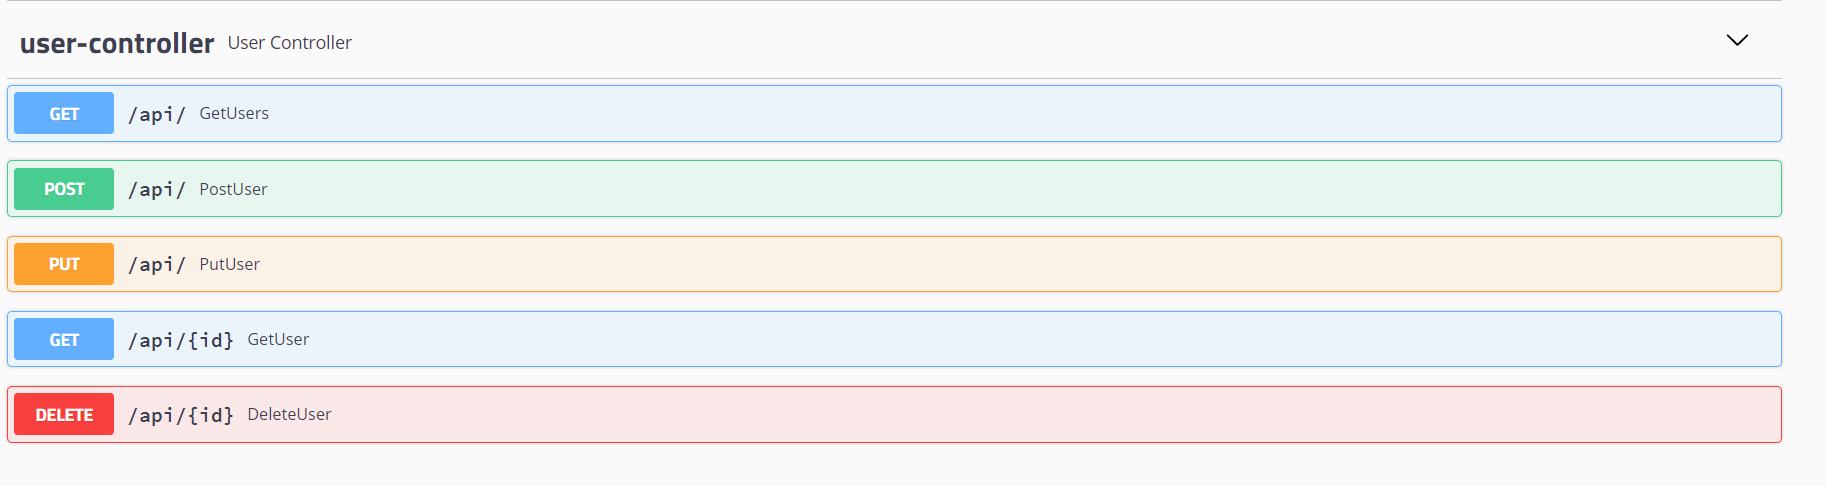 user-controller User Controller
GET /api/ GetUsers
POST /api/ PostUser
PUT /api/ PutUser
GET /api/{id} GetUser
DELETE /api/{id} DeleteUser